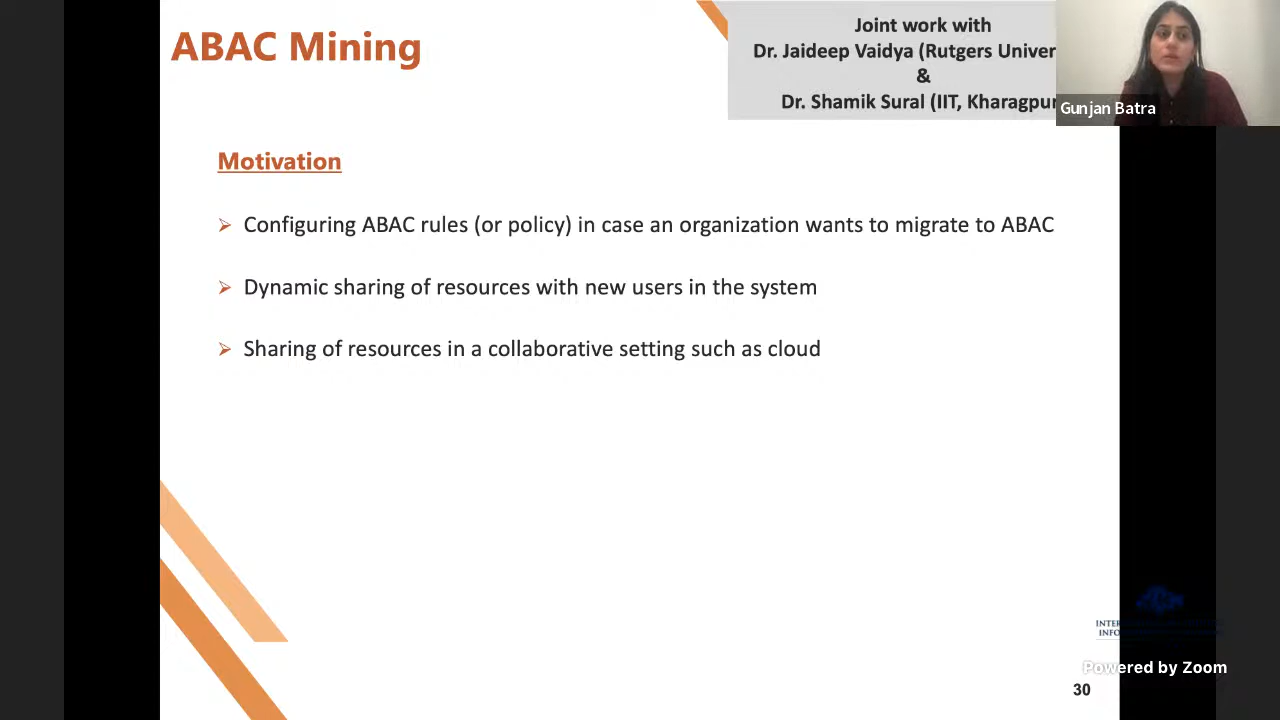 ABAC Mining
Joint work with
Dr. Jaideep Vaidya (Rutgers
&
Dr. Shamik Sural (IIT, Kharagpur
Gunjan Batra
Motivation
Configuring ABAC rules (or policy) in case an organization wants to migrate to ABAC
Dynamic sharing of resources with new users in the system
Sharing of resources in a collaborative setting such as cloud
Powered by Zoom
30